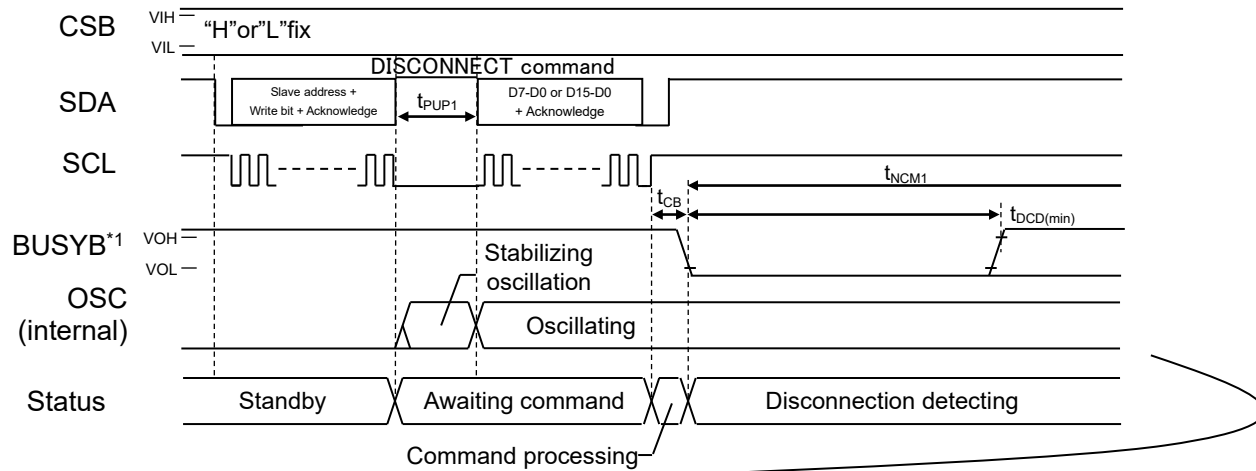 CSB
VIH
VIL
“H”or”L”fix
DISCONNECT command
SDA
Slave address +
Write bit + Acknowledge
tPUP1
D7-D0 or D15-D0
+ Acknowledge
SCL
tNCM1
tCB
tDCD(min)
BUSYB*1
VOH
VOL
Stabilizing
oscillation
OSC
(internal)
Oscillating
Status
Standby
Awaiting command
Disconnection detecting
Command processing